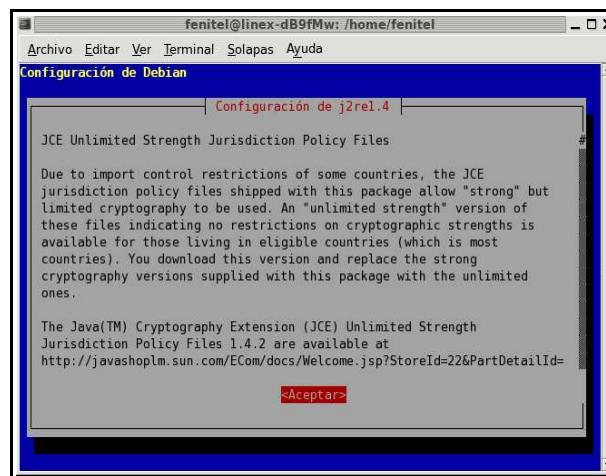 fenitel@linex-dB9fMw: /home/fenitel
Archivo Editar Ver Terminal Solapas Ayuda
Configuración de Debian
Configuración de j2re1.4
JCE Unlimited Strength Jurisdiction Policy Files
#
Due to import control restrictions of some countries, the JCE
jurisdiction policy files shipped with this package allow "strong" but
limited cryptography to be used. An "unlimited strength" version of
these files indicating no restrictions on cryptographic strengths is
available for those living in eligible countries (which is most
countries). You download this version and replace the strong
cryptography versions supplied with this package with the unlimited
ones.
The Java(TM) Cryptography Extension (JCE) Unlimited Strength
Jurisdiction Policy Files 1.4.2 are available at
http://javashoplm.sun.com/ECom/docs/Welcome.jsp?StoreId=22&PartDetailId=
<Aceptar>